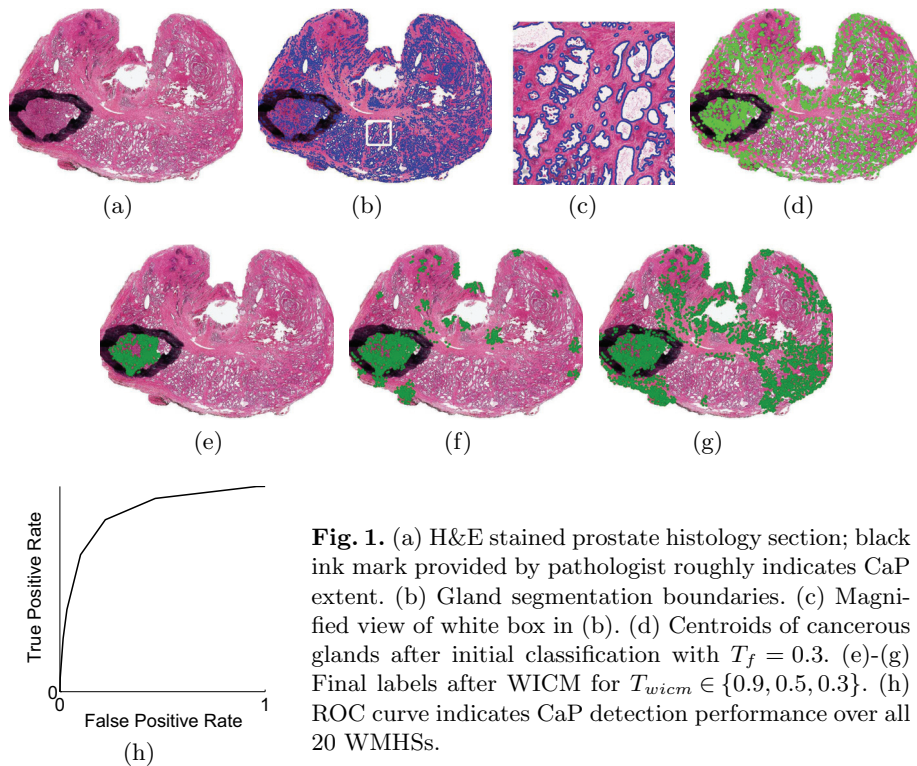 (a) (b) (c) (d)
(e) (f) (g)
True Positive Rate
0
0 1
False Positive Rate
(h)
Fig. 1. (a) H&E stained prostate histology section; black
ink mark provided by pathologist roughly indicates CaP
extent. (b) Gland segmentation boundaries. (c) Magni-
fied view of white box in (b). (d) Centroids of cancerous
glands after initial classification with T_f = 0.3. (e)-(g)
Final labels after WICM for T_{wicm} ∈ {0.9, 0.5, 0.3}. (h)
ROC curve indicates CaP detection performance over all
20 WMHSs.